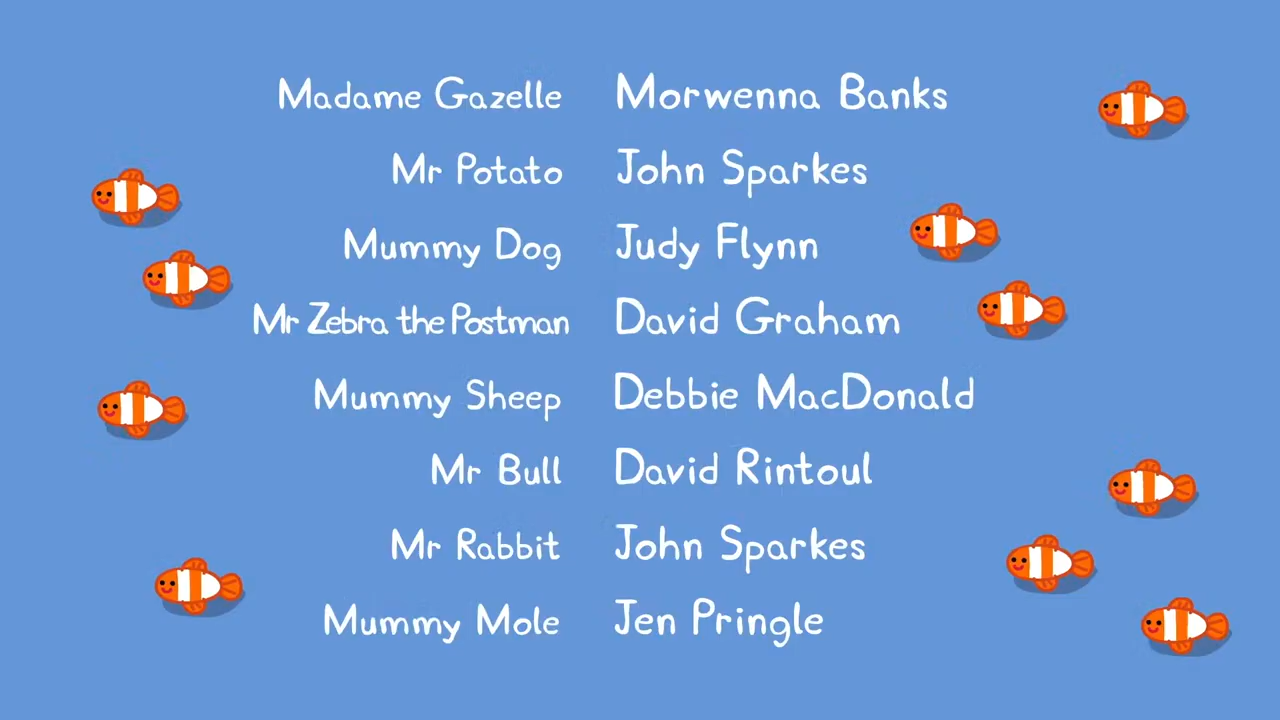 Madame Gazelle Morwenna Banks
Mr Potato John Sparkes
Mummy Dog Judy Flynn
Mr Zebra the Postman David Graham
Mummy Sheep Debbie MacDonald
Mr Bull David Rintoul
Mr Rabbit John Sparkes
Mummy Mole Jen Pringle